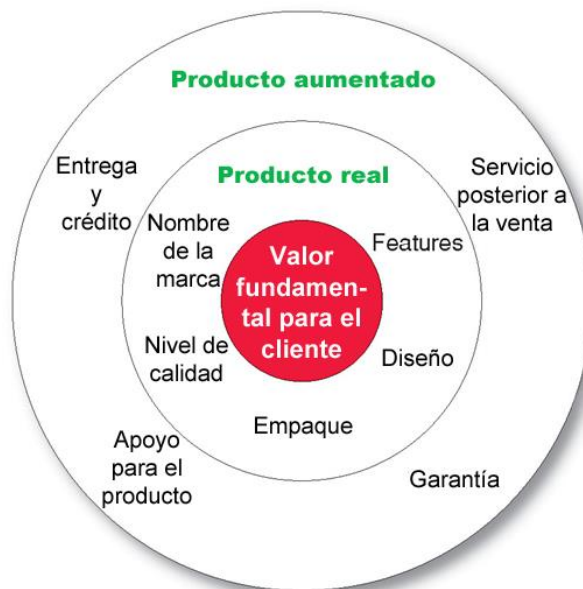 Producto aumentado
Entrega
y
crédito
Servicio
posterior a
la venta
Producto real
Nombre
de la
marca
Features
Valor
fundamen-
tal para el
cliente
Nivel de
calidad
Diseño
Empaque
Apoyo
para el
producto
Garantía